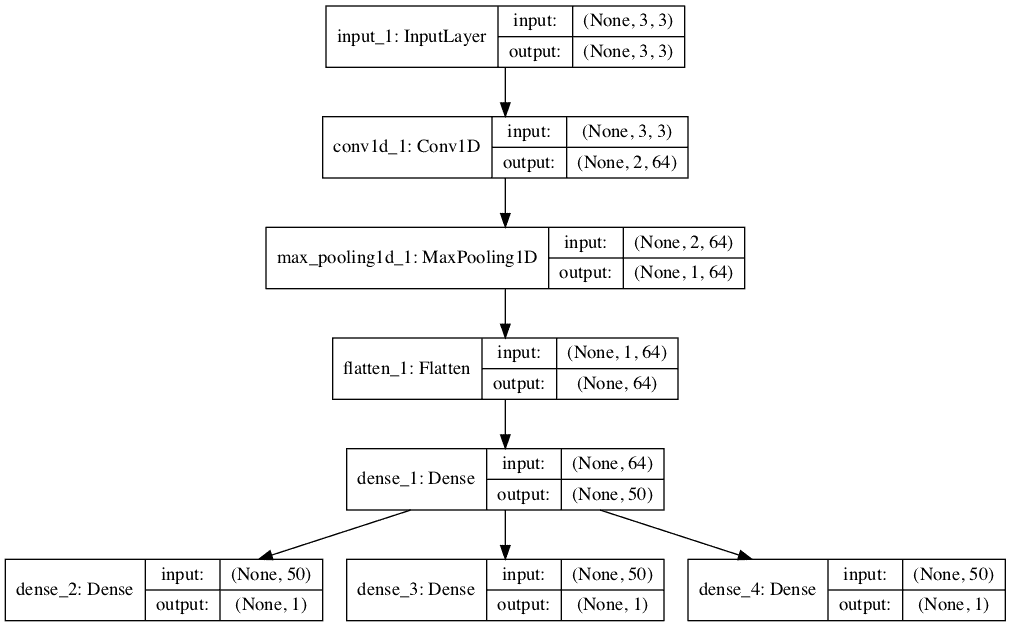 input_1: InputLayer
input: (None, 3, 3)
output: (None, 3, 3)
conv1d_1: Conv1D
input: (None, 3, 3)
output: (None, 2, 64)
max_pooling1d_1: MaxPooling1D
input: (None, 2, 64)
output: (None, 1, 64)
flatten_1: Flatten
input: (None, 1, 64)
output: (None, 64)
dense_1: Dense
input: (None, 64)
output: (None, 50)
dense_2: Dense
input: (None, 50)
output: (None, 1)
dense_3: Dense
input: (None, 50)
output: (None, 1)
dense_4: Dense
input: (None, 50)
output: (None, 1)